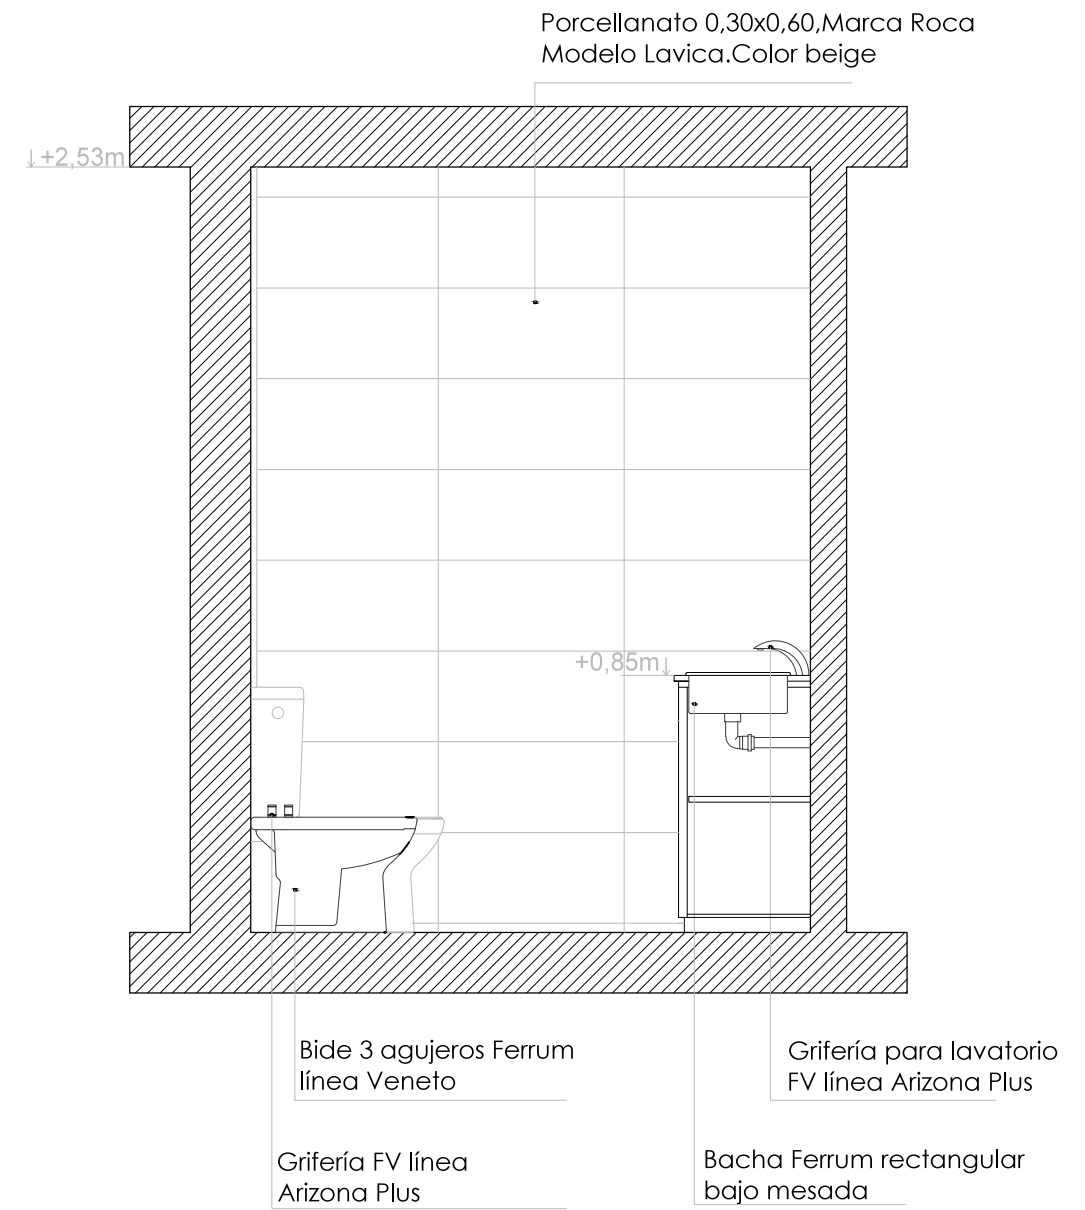 Porcellanato 0,30x0,60,Marca Roca
Modelo Lavica.Color beige
+2,53m
+0,85m
Bide 3 agujeros Ferrum
línea Veneto
Grifería para lavatorio
FV línea Arizona Plus
Grifería FV línea
Arizona Plus
Bacha Ferrum rectangular
bajo mesada